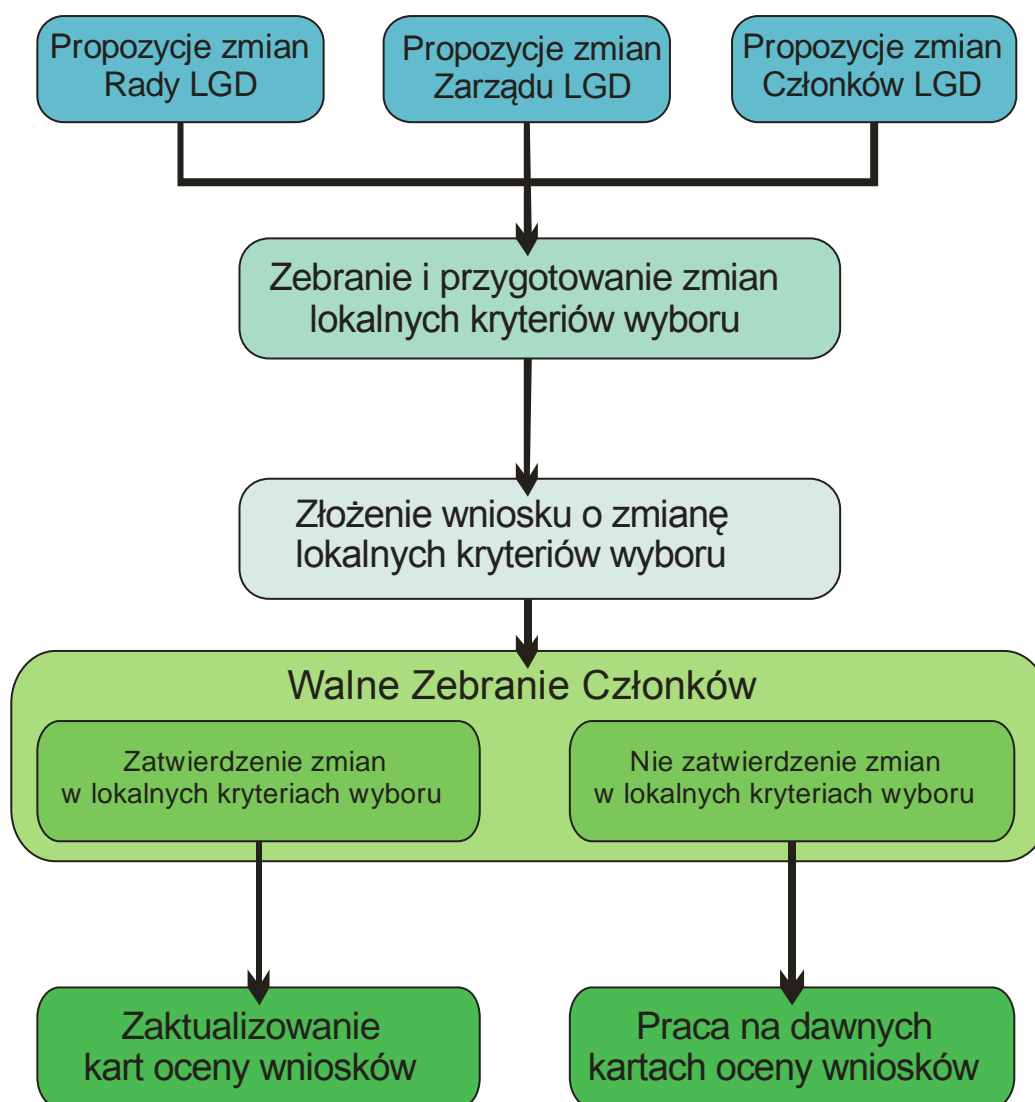 Propozycje zmian
Rady LGD
Propozycje zmian
Zarządu LGD
Propozycje zmian
Członków LGD
Zebranie i przygotowanie zmian
lokalnych kryteriów wyboru
Złożenie wniosku o zmianę
lokalnych kryteriów wyboru
Walne Zebranie Członków
Zatwierdzenie zmian
w lokalnych kryteriach wyboru
Nie zatwierdzenie zmian
w lokalnych kryteriach wyboru
Zaktualizowanie
kart oceny wniosków
Praca na dawnych
kartach oceny wniosków